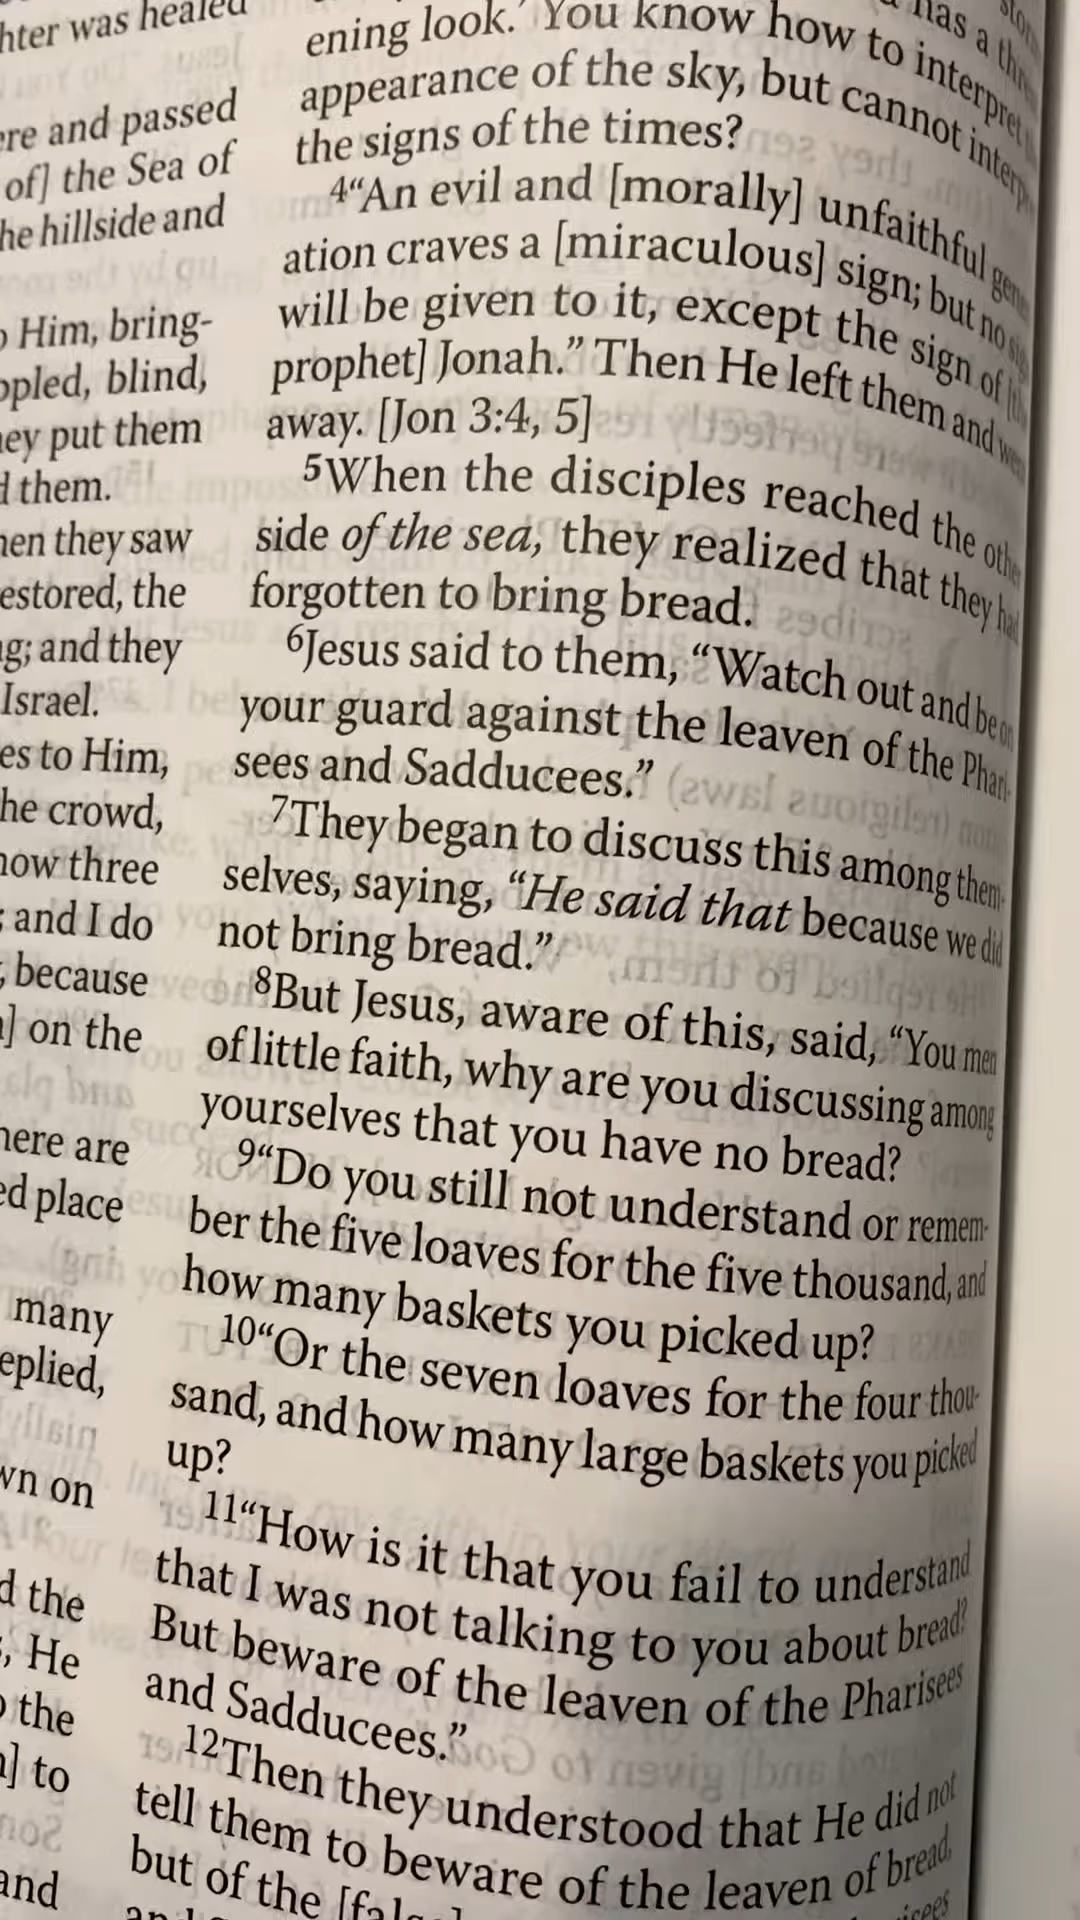 hter was healed
ere and passed
of] the Sea of
he hillside and
Him, bring-
pled, blind,
ey put them
them.
en they saw
estored, the
g; and they
Israel.
es to Him,
he crowd,
now three
and I do
because
] on the
here are
ed place
many
eplied,
wn on
d the
He
the
] to
and
has a
ening look.’ You know how to interpret
appearance of the sky, but cannot
the signs of the times?
4“An evil and [morally] unfaithful
ation craves a [miraculous] sign; but no
will be given to it, except the sign of
prophet] Jonah.” Then He left them and
away. [Jon 3:4, 5]
5When the disciples reached the
side of the sea, they realized that they had
forgotten to bring bread.
6Jesus said to them, “Watch out and be on
your guard against the leaven of the Phari-
sees and Sadducees.”
7They began to discuss this among them-
selves, saying, “He said that because we did
not bring bread.”
8But Jesus, aware of this, said, “You men
of little faith, why are you discussing among
yourselves that you have no bread?
9“Do you still not understand or remem-
ber the five loaves for the five thousand, and
how many baskets you picked up?
10“Or the seven loaves for the four thou-
sand, and how many large baskets you picked
up?
11“How is it that you fail to understand
that I was not talking to you about bread?
But beware of the leaven of the Pharisees
and Sadducees.”
12Then they understood that He did not
tell them to beware of the leaven of bread,
but of the